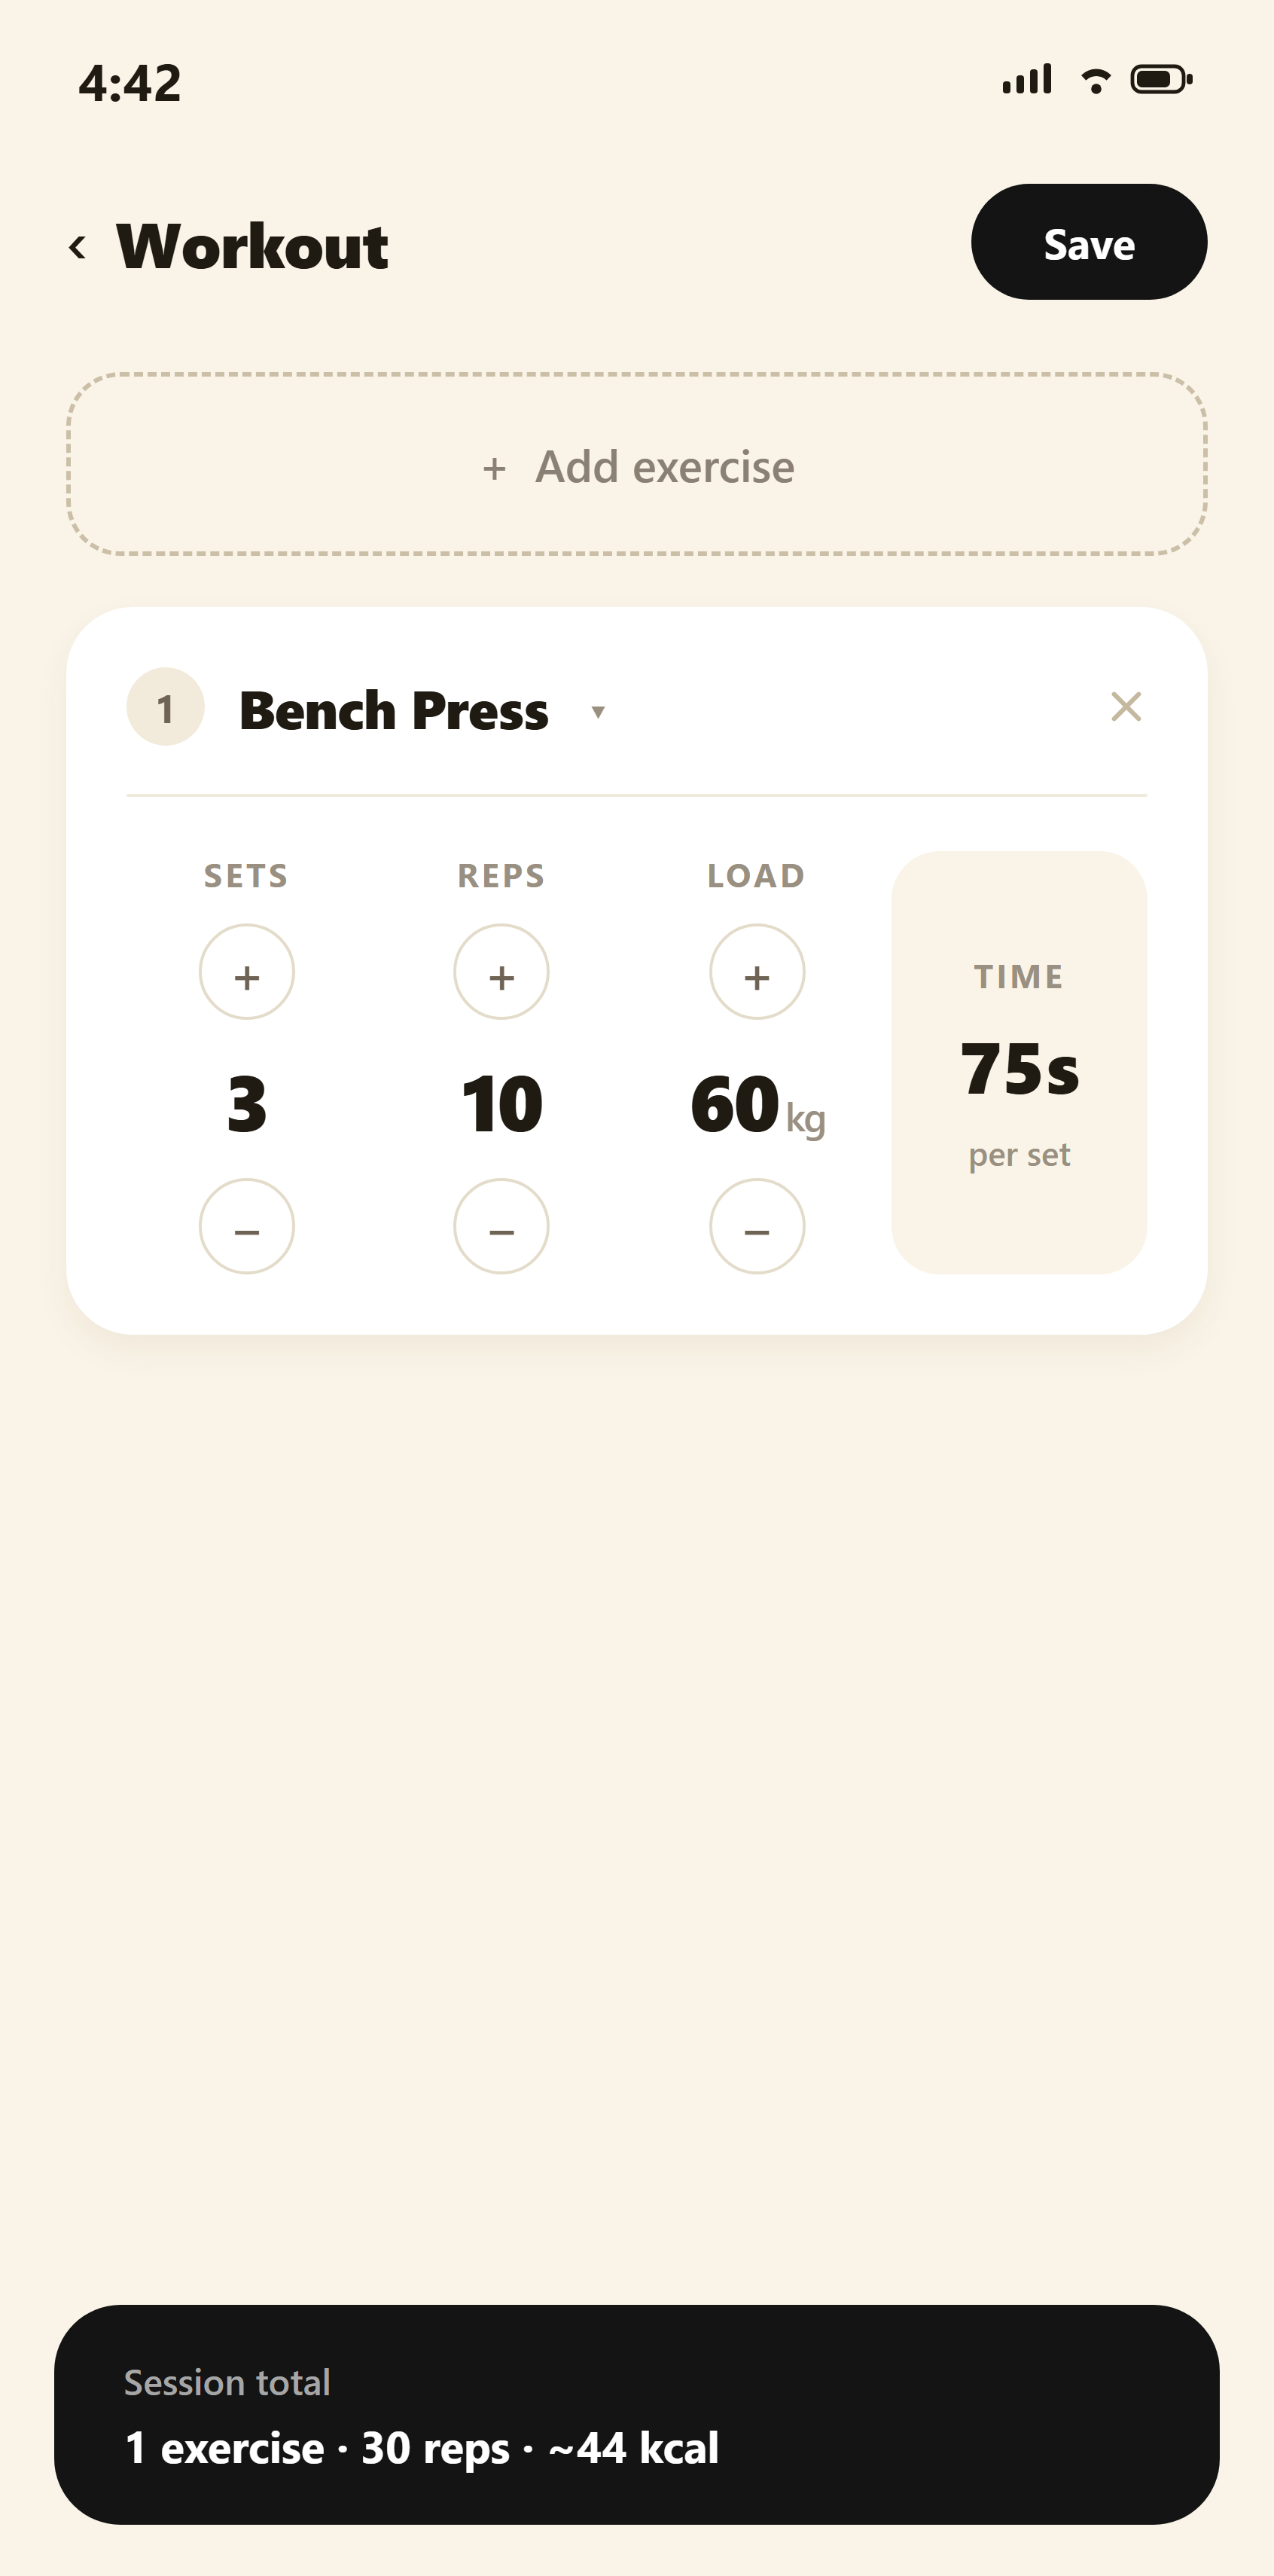 4:42
‹ Workout
Save
+ Add exercise
1 Bench Press ▾
×
SETS REPS LOAD
+ + +
TIME
3 10 60 kg
75s
per set
– – –
Session total
1 exercise · 30 reps · ~44 kcal